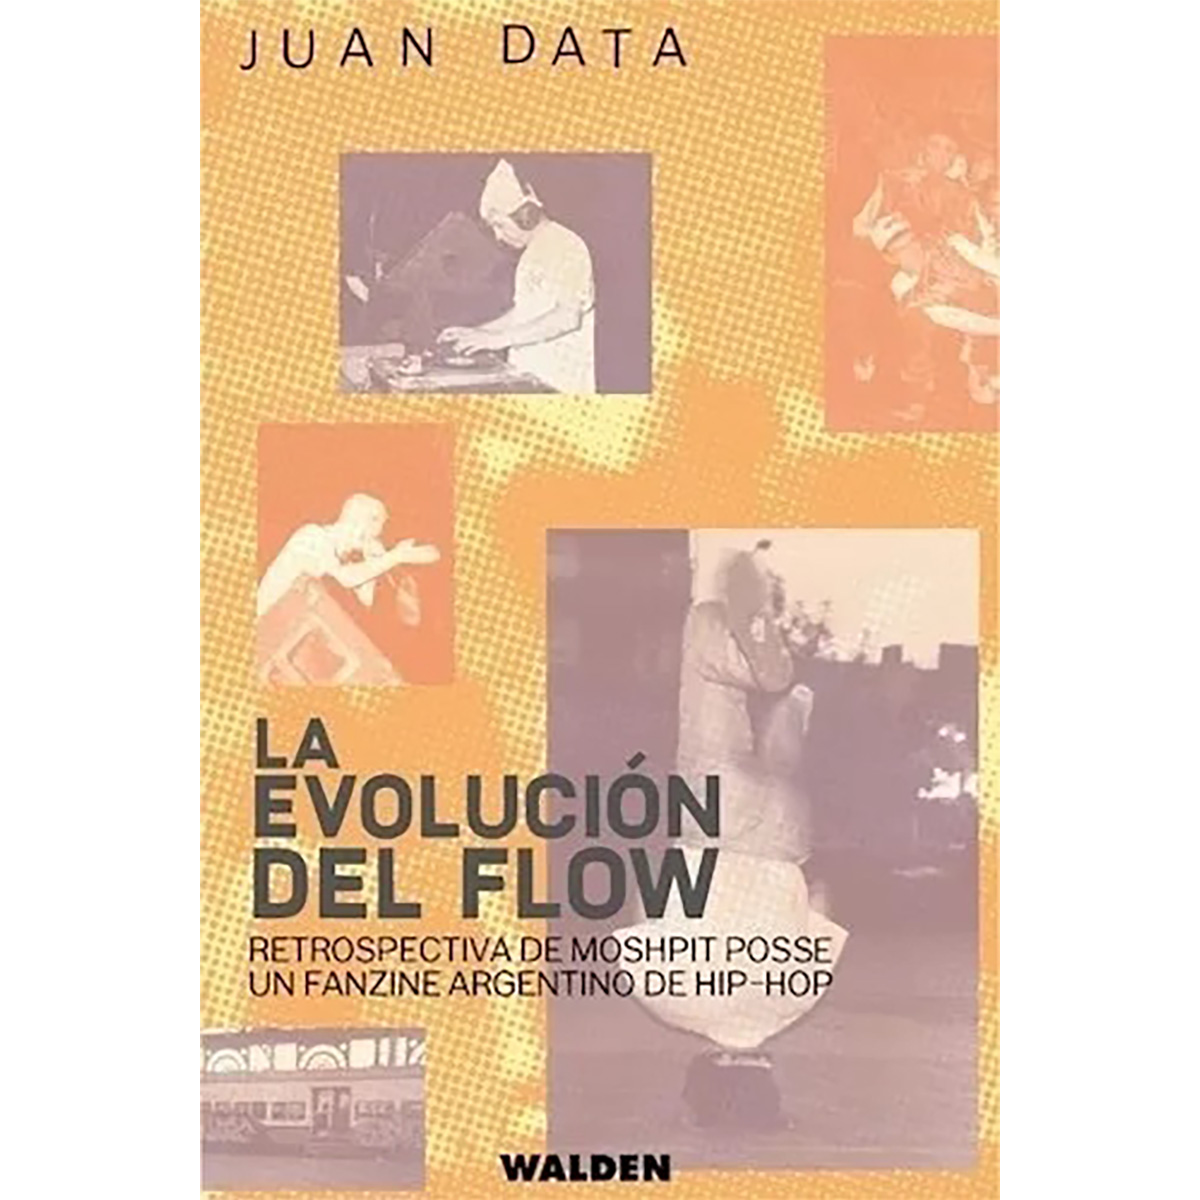 JUAN DATA
LA
EVOLUCIÓN
DEL FLOW
RETROSPECTIVA DE MOSHPIT POSSE
UN FANZINE ARGENTINO DE HIP-HOP
WALDEN